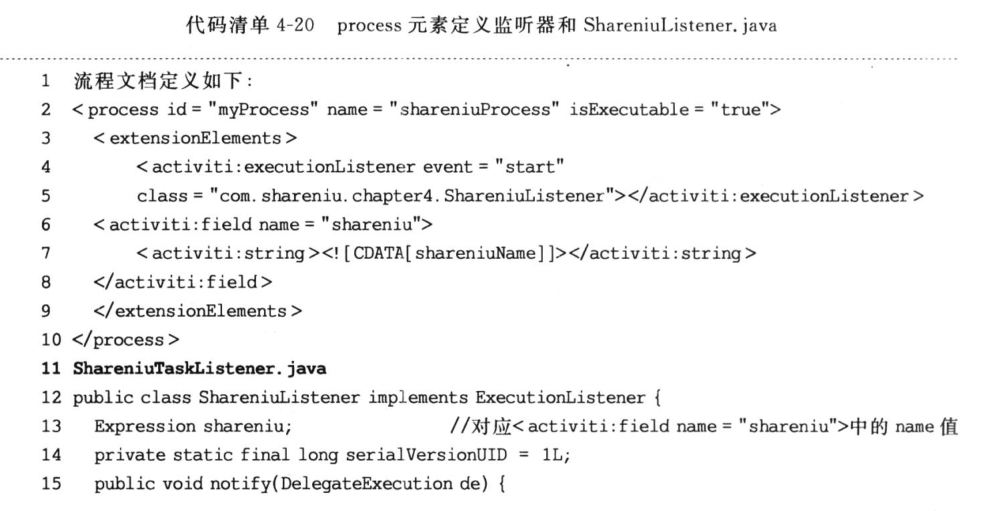 代码清单 4-20 process 元素定义监听器和 ShareniuListener.java
1 流程文档定义如下:
2 <process id = "myProcess" name = "shareniuProcess" isExecutable = "true">
3 <extensionElements>
4 <activiti:executionListener event = "start"
5 class = "com.shareniu.chapter4.ShareniuListener"></activiti:executionListener>
6 <activiti:field name = "shareniu">
7 <activiti:string><![CDATA[shareniuName]]></activiti:string>
8 </activiti:field>
9 </extensionElements>
10 </process>
11 ShareniuTaskListener.java
12 public class ShareniuListener implements ExecutionListener {
13 Expression shareniu; //对应<activiti:field name = "shareniu">中的 name 值
14 private static final long serialVersionUID = 1L;
15 public void notify(DelegateExecution de) {